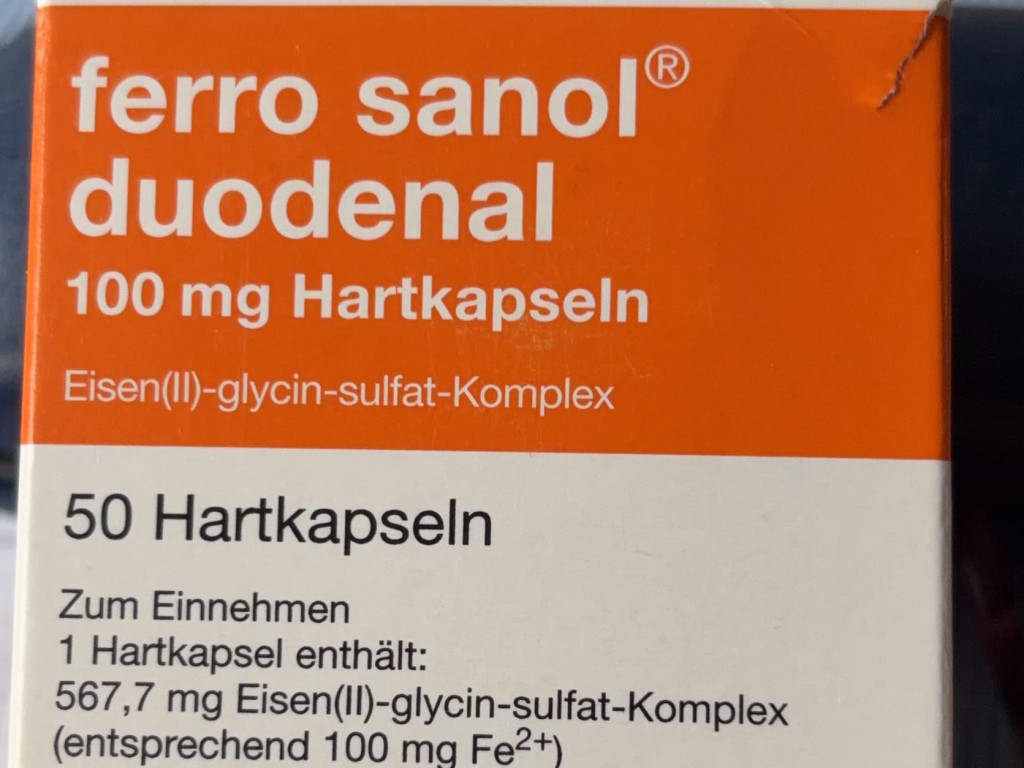 ferro sanol®
duodenal
100 mg Hartkapseln
Eisen(II)-glycin-sulfat-Komplex
50 Hartkapseln
Zum Einnehmen
1 Hartkapsel enthält:
567,7 mg Eisen(II)-glycin-sulfat-Komplex
(entsprechend 100 mg Fe²⁺)